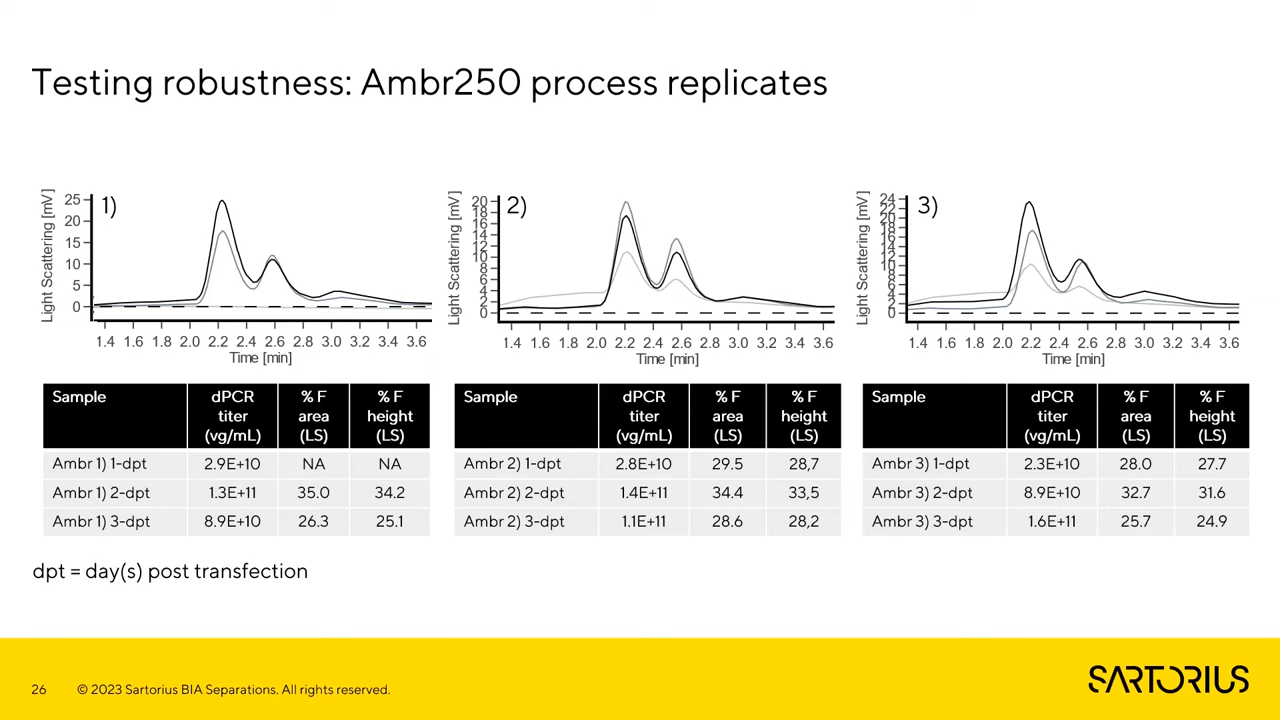 Testing robustness: Ambr250 process replicates
1)
Light Scattering [mV]
25
20
15
10
5
0
1.4 1.6 1.8 2.0 2.2 2.4 2.6 2.8 3.0 3.2 3.4 3.6
Time [min]
2)
Light Scattering [mV]
20
18
16
14
12
10
8
6
4
2
0
1.4 1.6 1.8 2.0 2.2 2.4 2.6 2.8 3.0 3.2 3.4 3.6
Time [min]
3)
Light Scattering [mV]
24
22
20
18
16
14
12
10
8
6
4
2
0
1.4 1.6 1.8 2.0 2.2 2.4 2.6 2.8 3.0 3.2 3.4 3.6
Time [min]
Sample dPCR titer (vg/mL) % F area (LS) % F height (LS)
Ambr 1) 1-dpt 2.9E+10 NA NA
Ambr 1) 2-dpt 1.3E+11 35.0 34.2
Ambr 1) 3-dpt 8.9E+10 26.3 25.1
Sample dPCR titer (vg/mL) % F area (LS) % F height (LS)
Ambr 2) 1-dpt 2.8E+10 29.5 28,7
Ambr 2) 2-dpt 1.4E+11 34.4 33,5
Ambr 2) 3-dpt 1.1E+11 28.6 28,2
Sample dPCR titer (vg/mL) % F area (LS) % F height (LS)
Ambr 3) 1-dpt 2.3E+10 28.0 27.7
Ambr 3) 2-dpt 8.9E+10 32.7 31.6
Ambr 3) 3-dpt 1.6E+11 25.7 24.9
dpt = day(s) post transfection
26 © 2023 Sartorius BIA Separations. All rights reserved.
SARTORIUS